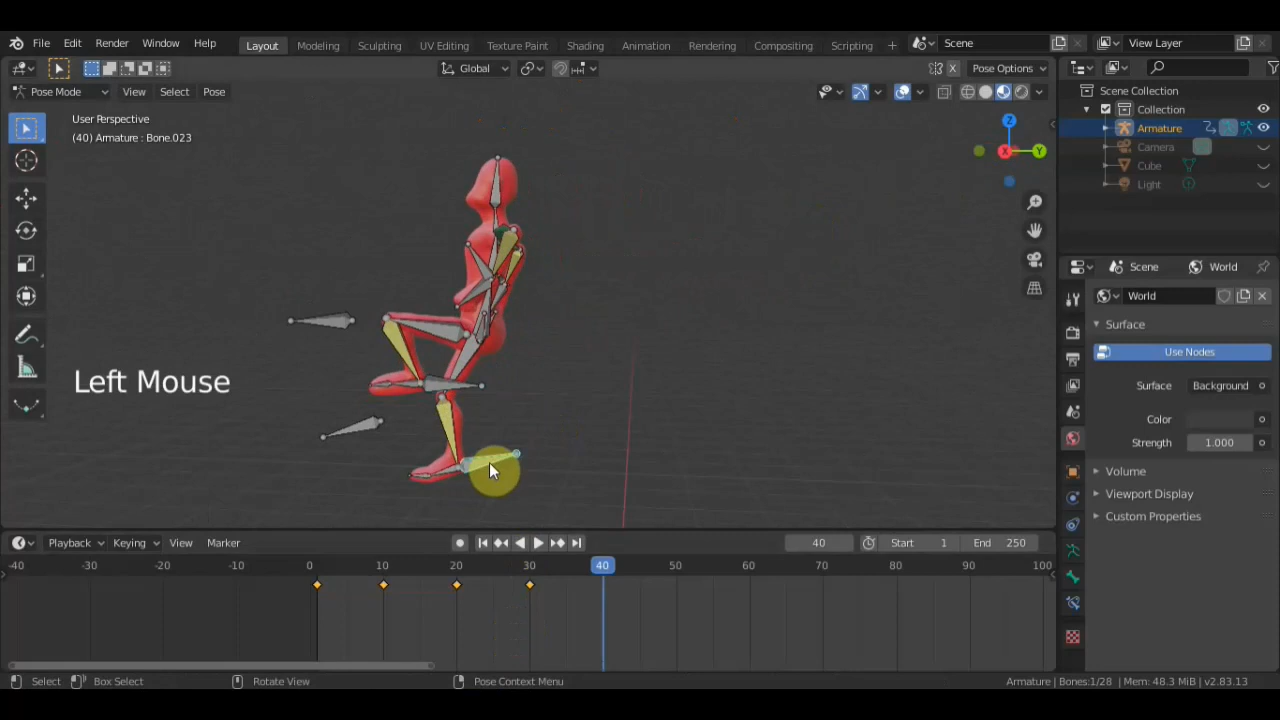 File Edit Render Window Help Layout Modeling Sculpting UV Editing Texture Paint Shading Animation Rendering Compositing Scripting + Scene View Layer
Global Pose Options
Pose Mode View Select Pose
User Perspective
(40) Armature : Bone.023
Z
X
Y
X
Left Mouse
Scene Collection
Collection
Armature
Camera
Cube
Light
Scene World
World
Surface
Use Nodes
Surface Background
Color
Strength 1.000
Volume
Viewport Display
Custom Properties
Playback Keying View Marker 40 Start 1 End 250
-40 -30 -20 -10 0 10 20 30 40 50 60 70 80 90 100
Select Box Select Rotate View Pose Context Menu Armature | Bones:1/28 | Mem: 48.3 MiB | v2.83.13